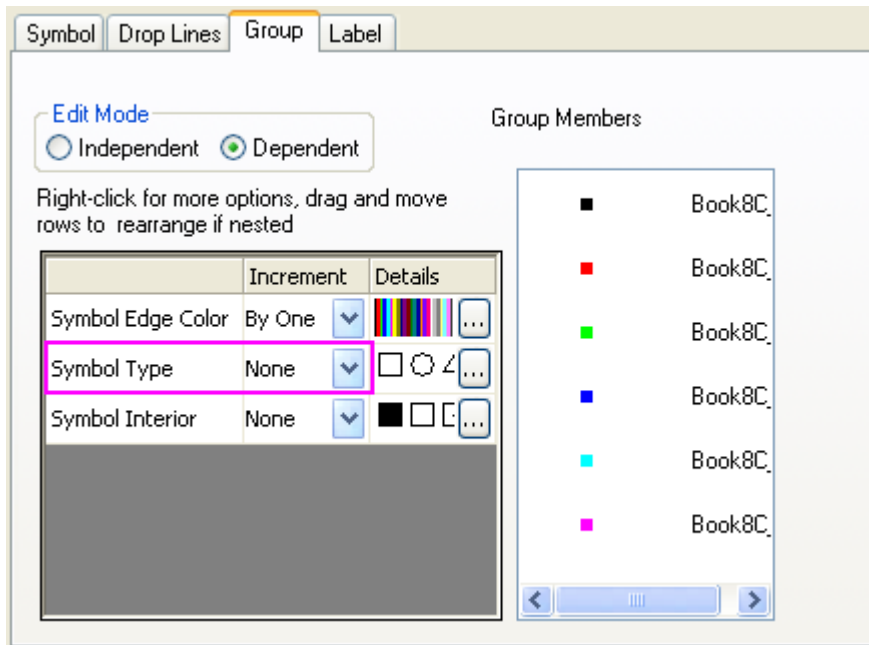 Symbol Drop Lines Group Label
Edit Mode
Independent Dependent
Group Members
Right-click for more options, drag and move
rows to rearrange if nested
Increment Details
Symbol Edge Color By One ...
Symbol Type None ...
Symbol Interior None ...
Book8C_
Book8C_
Book8C_
Book8C_
Book8C_
Book8C_